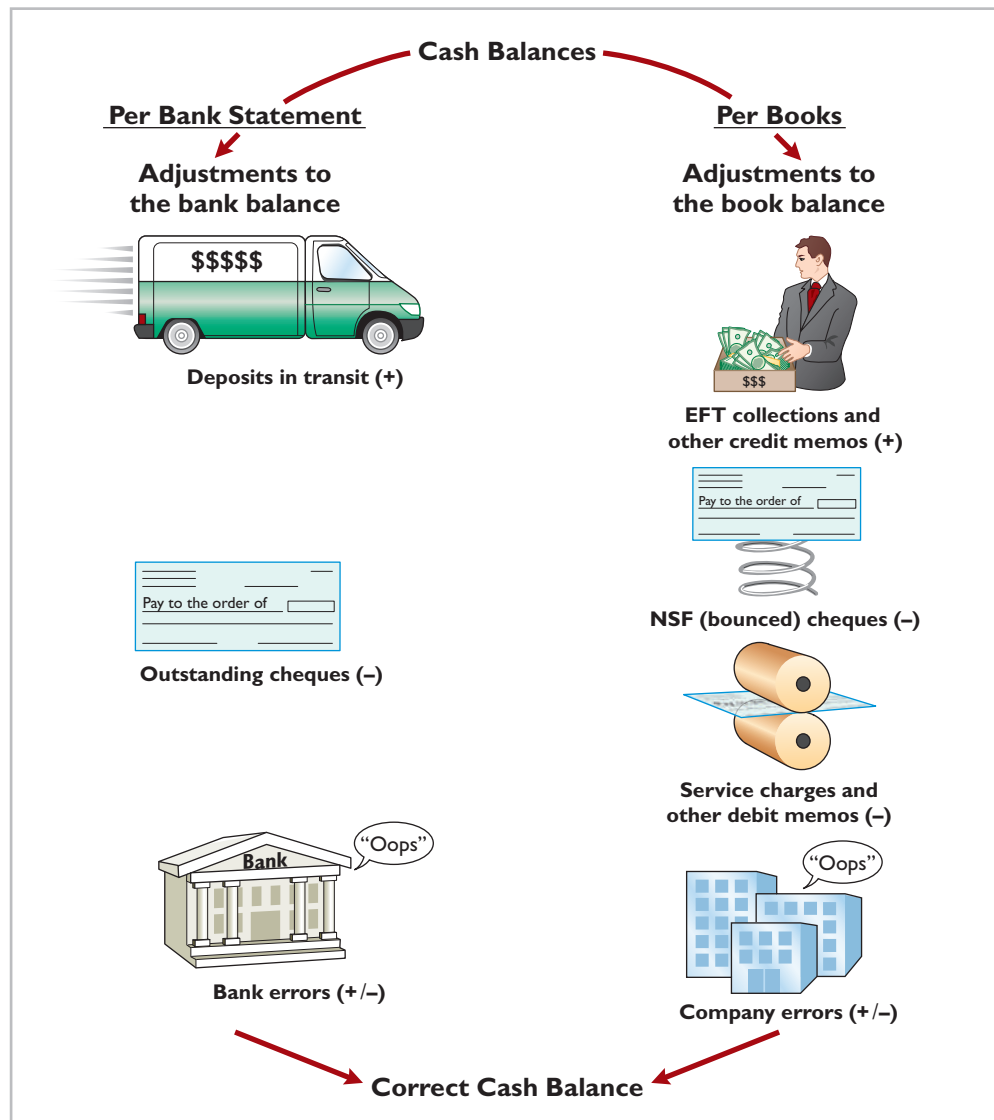 Cash Balances
Per Bank Statement
Adjustments to
the bank balance
$$$$$
Deposits in transit (+)
Pay to the order of
Outstanding cheques (–)
Bank
“Oops”
Bank errors (+/–)
Per Books
Adjustments to
the book balance
$$$
EFT collections and
other credit memos (+)
Pay to the order of
NSF (bounced) cheques (–)
Service charges and
other debit memos (–)
“Oops”
Company errors (+/–)
Correct Cash Balance